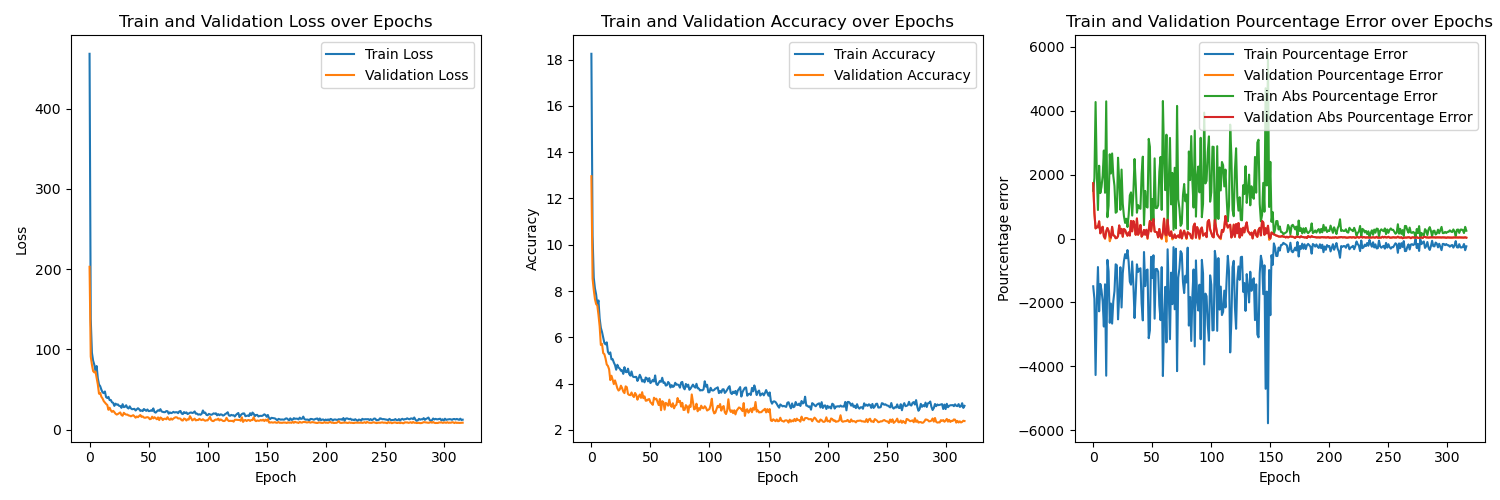 Train and Validation Loss over Epochs
Train Loss
Validation Loss
400
300
200
100
0
Loss
0 50 100 150 200 250 300
Epoch
Train and Validation Accuracy over Epochs
Train Accuracy
Validation Accuracy
18
16
14
12
10
8
6
4
2
Accuracy
0 50 100 150 200 250 300
Epoch
Train and Validation Pourcentage Error over Epochs
Train Pourcentage Error
Validation Pourcentage Error
Train Abs Pourcentage Error
Validation Abs Pourcentage Error
6000
4000
2000
0
−2000
−4000
−6000
Pourcentage error
0 50 100 150 200 250 300
Epoch